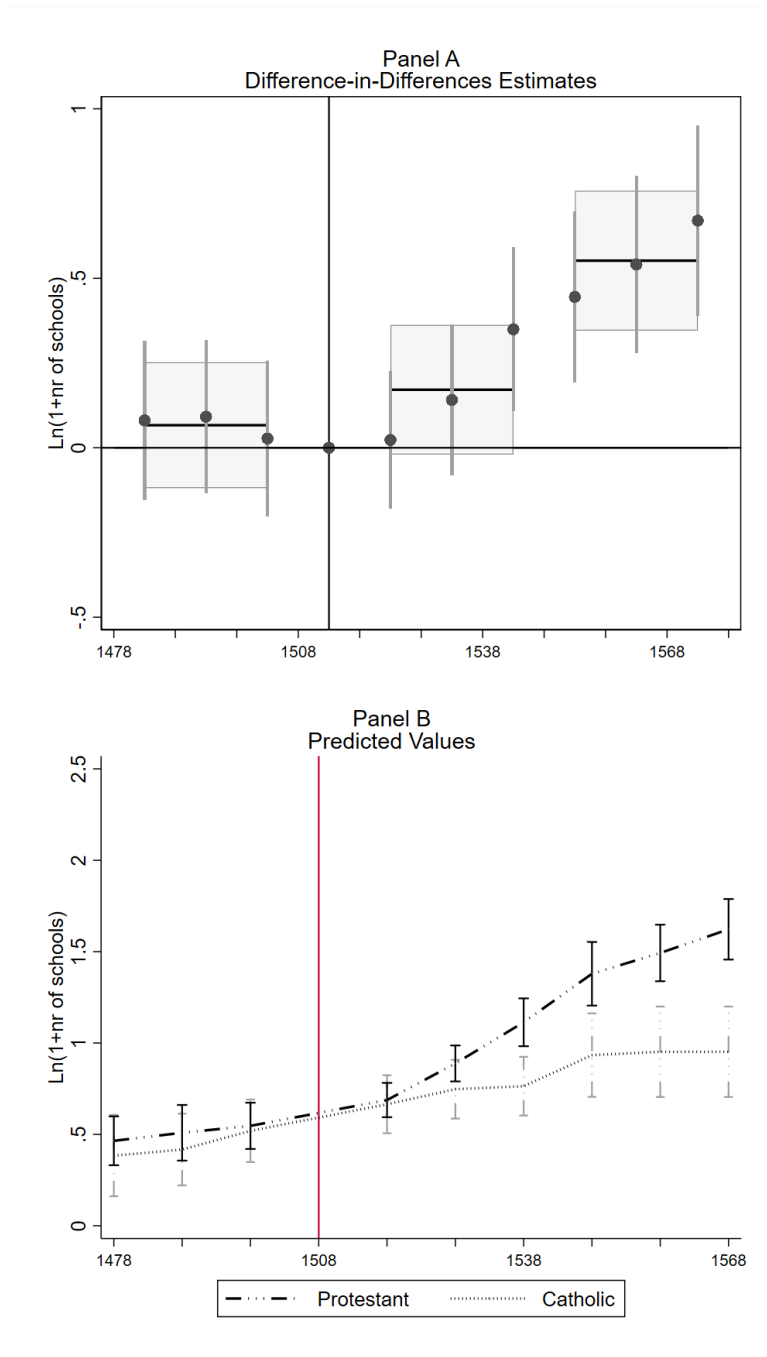 Panel A
Difference-in-Differences Estimates
Ln(1+nr of schools)
1
.5
0
-.5
1478
1508
1538
1568
Panel B
Predicted Values
Ln(1+nr of schools)
2.5
2
1.5
1
.5
0
1478
1508
1538
1568
Protestant
Catholic